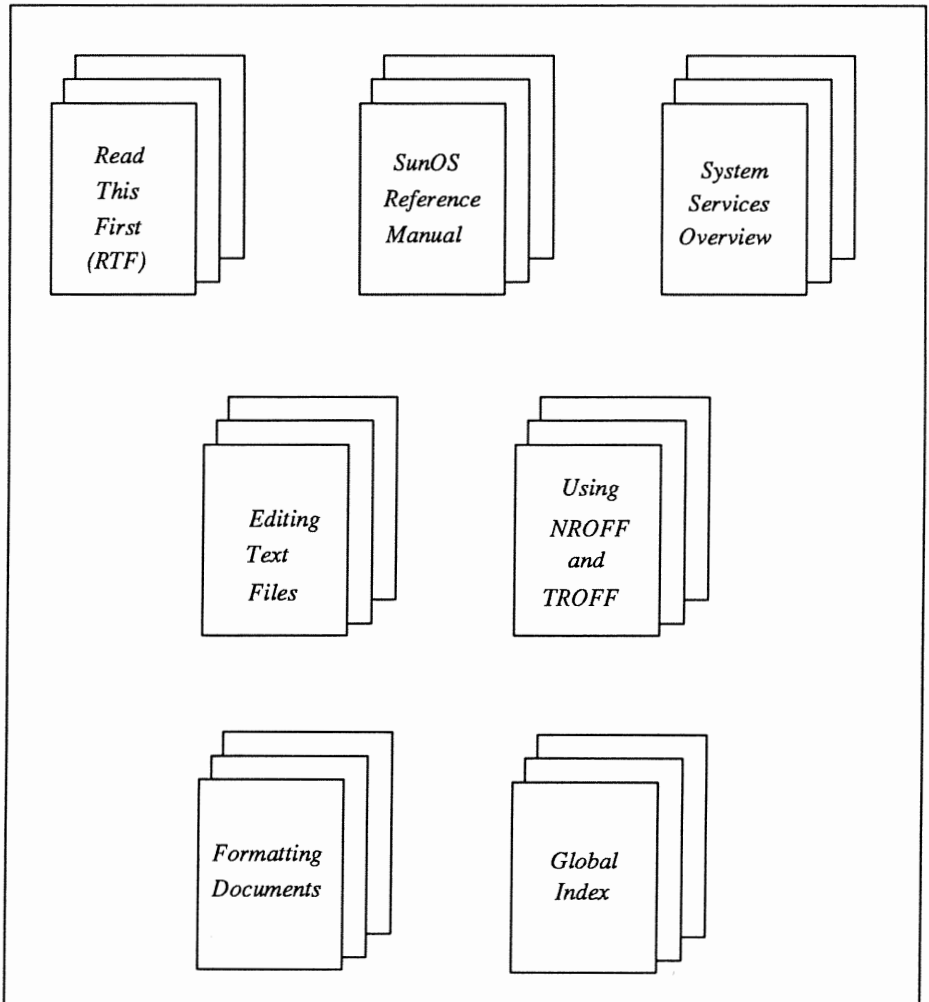 Read
This
First
(RTF)
SunOS
Reference
Manual
System
Services
Overview
Editing
Text
Files
Using
NROFF
and
TROFF
Formatting
Documents
Global
Index